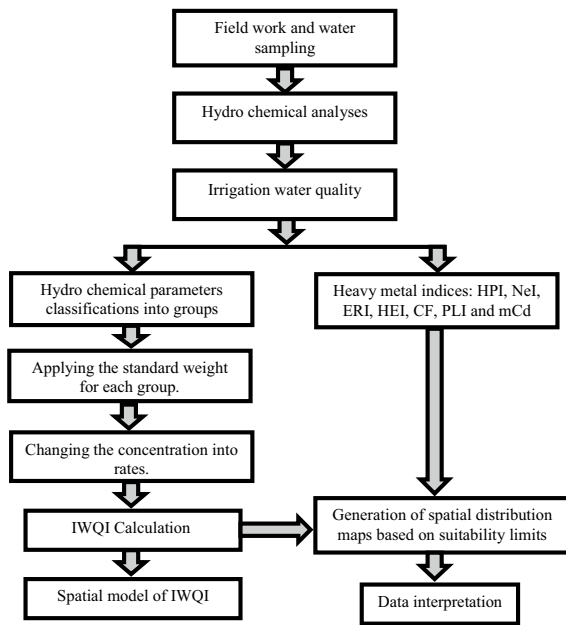 Field work and water
sampling
Hydro chemical analyses
Irrigation water quality
Hydro chemical parameters
classifications into groups
Heavy metal indices: HPI, NeI,
ERI, HEI, CF, PLI and mCd
Applying the standard weight
for each group.
Changing the concentration into
rates.
IWQI Calculation
Generation of spatial distribution
maps based on suitability limits
Spatial model of IWQI
Data interpretation